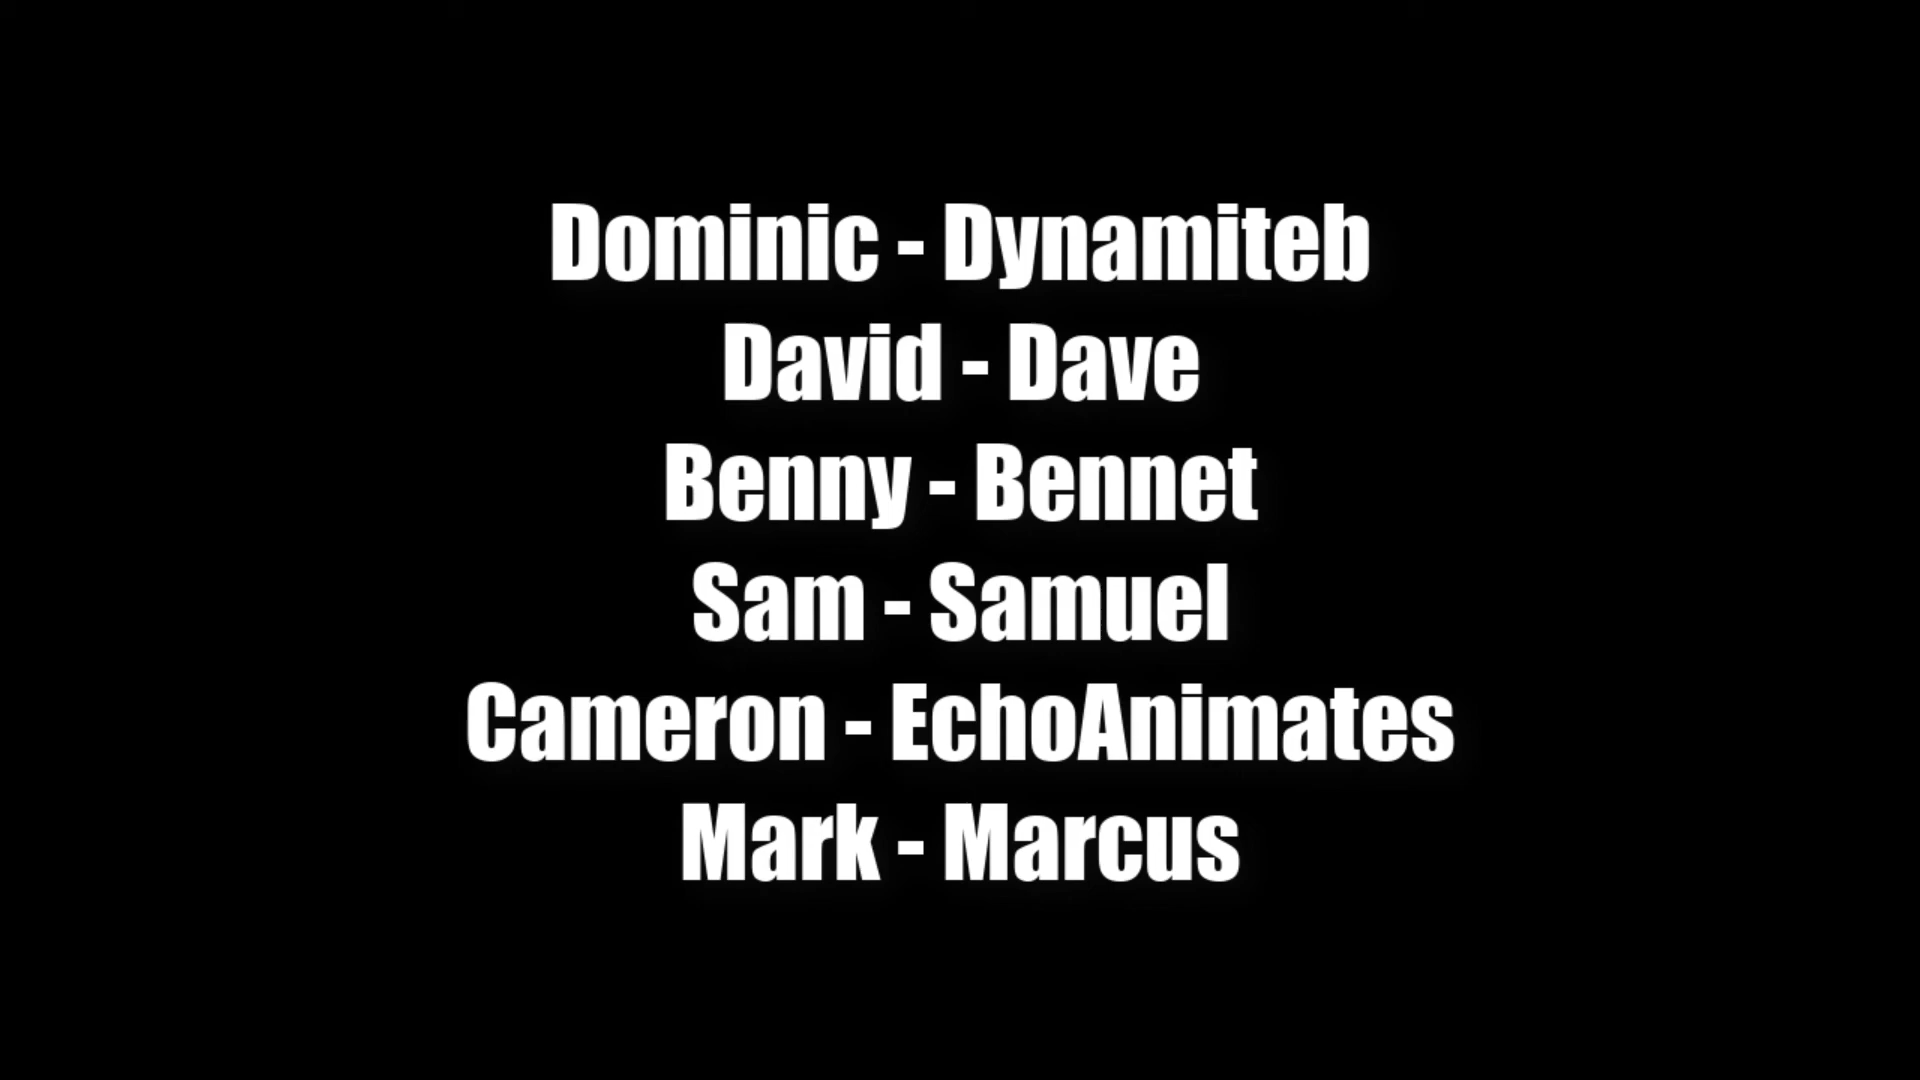 Dominic - Dynamiteb
David - Dave
Benny - Bennet
Sam - Samuel
Cameron - EchoAnimates
Mark - Marcus